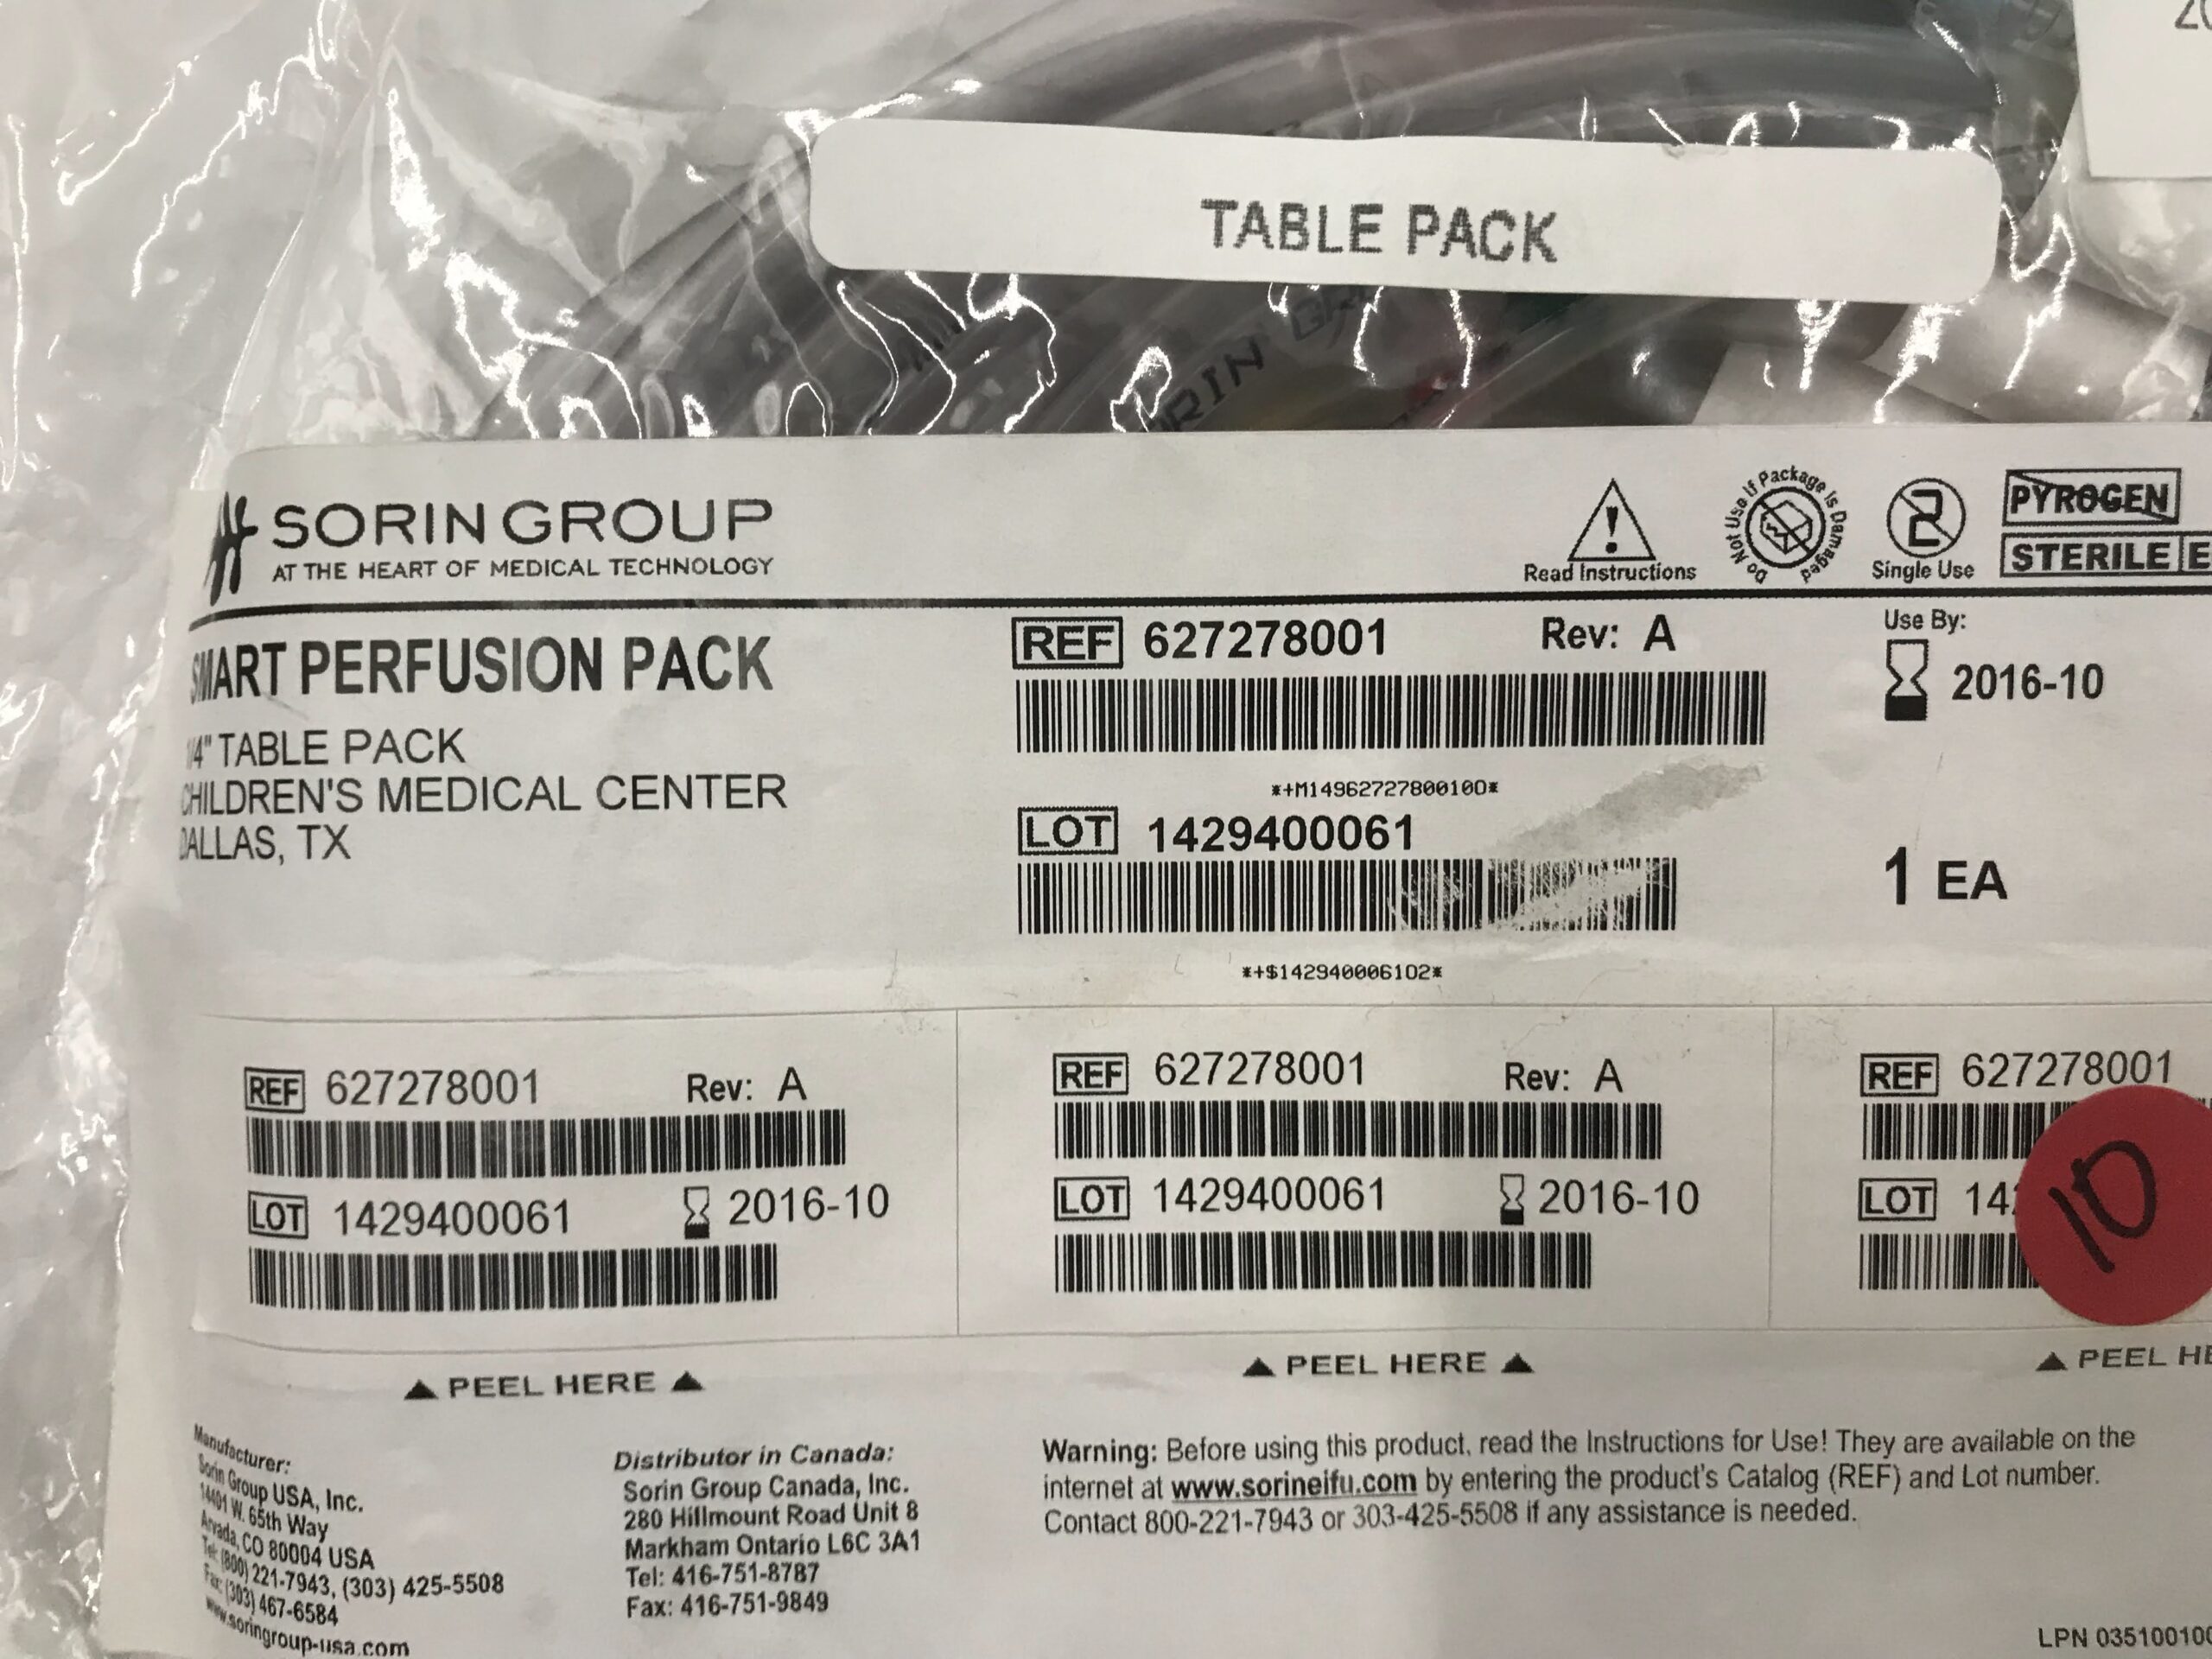 TABLE PACK
RIN G
SORIN GROUP
AT THE HEART OF MEDICAL TECHNOLOGY
Read Instructions
Do Not Use If Package Is Damaged
2
Single Use
PYROGEN
STERILE E
SMART PERFUSION PACK
1/4" TABLE PACK
CHILDREN'S MEDICAL CENTER
DALLAS, TX
REF 627278001 Rev: A
*+M1496272780010O*
LOT 1429400061
*+$1429400061O2*
Use By:
2016-10
1 EA
REF 627278001 Rev: A
LOT 1429400061 2016-10
PEEL HERE
REF 627278001 Rev: A
LOT 1429400061 2016-10
PEEL HERE
REF 627278001
LOT 14
10
PEEL HE
Manufacturer:
Sorin Group USA, Inc.
14401 W. 65th Way
Arvada, CO 80004 USA
Tel: (800) 221-7943, (303) 425-5508
Fax: (303) 467-6584
www.soringroup-usa.com
Distributor in Canada:
Sorin Group Canada, Inc.
280 Hillmount Road Unit 8
Markham Ontario L6C 3A1
Tel: 416-751-8787
Fax: 416-751-9849
Warning: Before using this product, read the Instructions for Use! They are available on the
internet at www.sorineifu.com by entering the product's Catalog (REF) and Lot number.
Contact 800-221-7943 or 303-425-5508 if any assistance is needed.
LPN 035100100